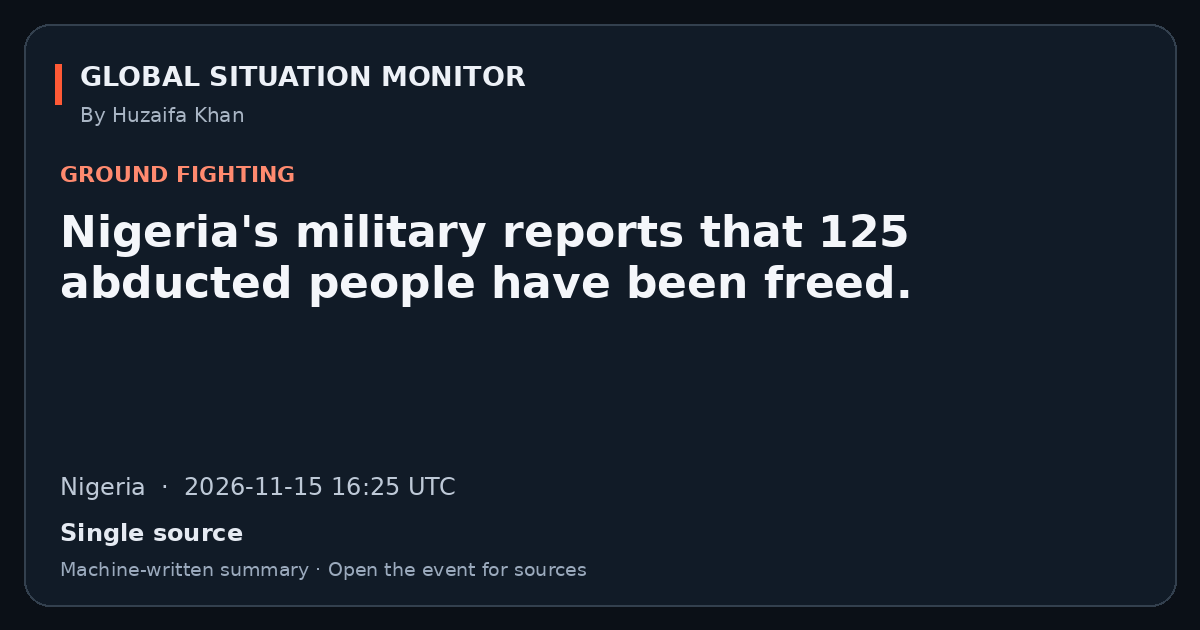 GLOBAL SITUATION MONITOR
By Huzaifa Khan
GROUND FIGHTING
Nigeria's military reports that 125
abducted people have been freed.
Nigeria · 2026-11-15 16:25 UTC
Single source
Machine-written summary · Open the event for sources